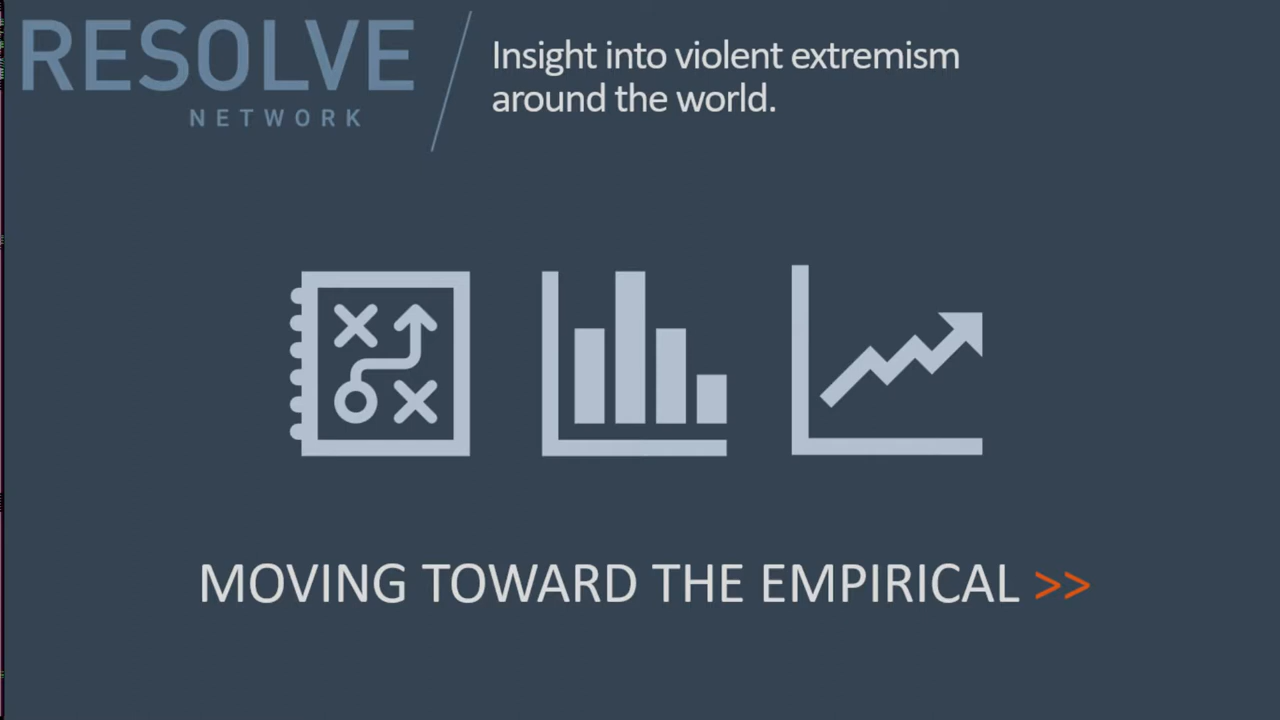 RESOLVE
NETWORK
Insight into violent extremism
around the world.
MOVING TOWARD THE EMPIRICAL >>